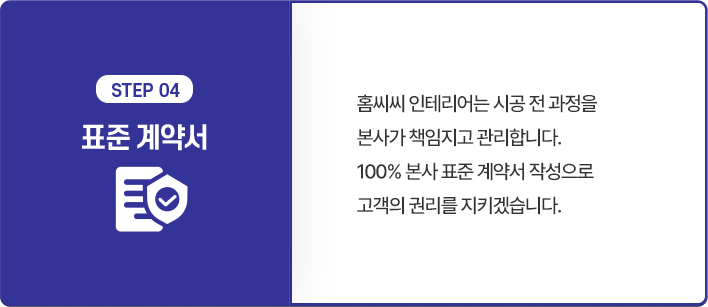 STEP 04
표준 계약서
홈씨씨 인테리어는 시공 전 과정을
본사가 책임지고 관리합니다.
100% 본사 표준 계약서 작성으로
고객의 권리를 지키겠습니다.